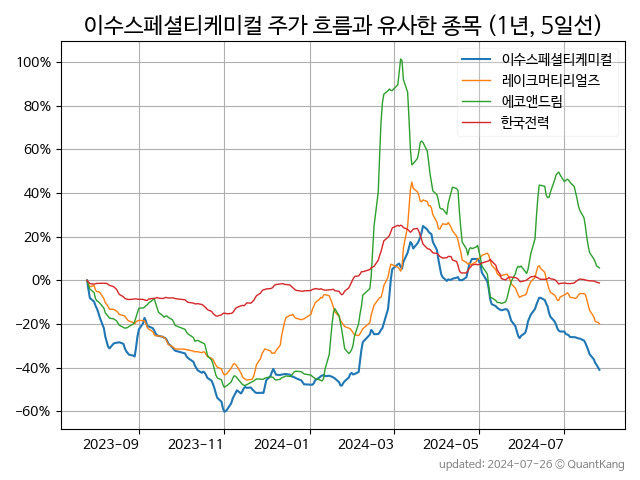 이수스페셜티케미컬 주가 흐름과 유사한 종목 (1년, 5일선)
이수스페셜티케미컬
레이크머티리얼즈
에코앤드림
한국전력
100%
80%
60%
40%
20%
0%
−20%
−40%
−60%
2023-09
2023-11
2024-01
2024-03
2024-05
2024-07
updated: 2024-07-26 © QuantKang